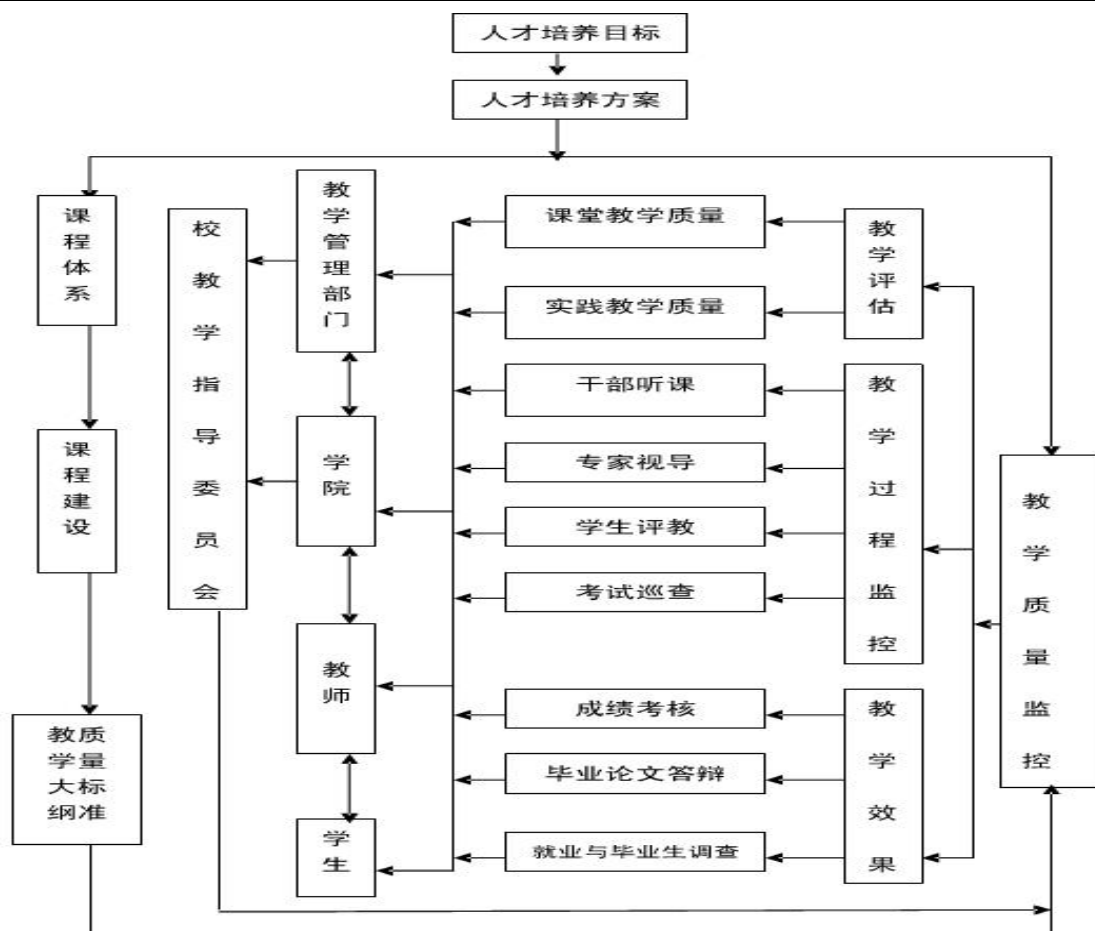 人才培养目标
人才培养方案
课程体系
课程建设
教学大纲
质量标准
校教学指导委员会
教学管理部门
学院
教师
学生
课堂教学质量
实践教学质量
干部听课
专家视导
学生评教
考试巡查
成绩考核
毕业论文答辩
就业与毕业生调查
教学评估
教学过程监控
教学效果
教学质量监控